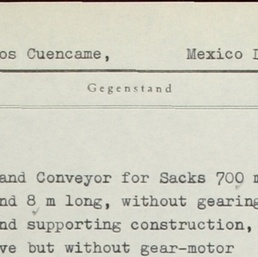 os Cuencame, Mexico
Gegenstand
and Conveyor for Sacks 700 m
nd 8 m long, without gearing
nd supporting construction,
ve but without gear-motor